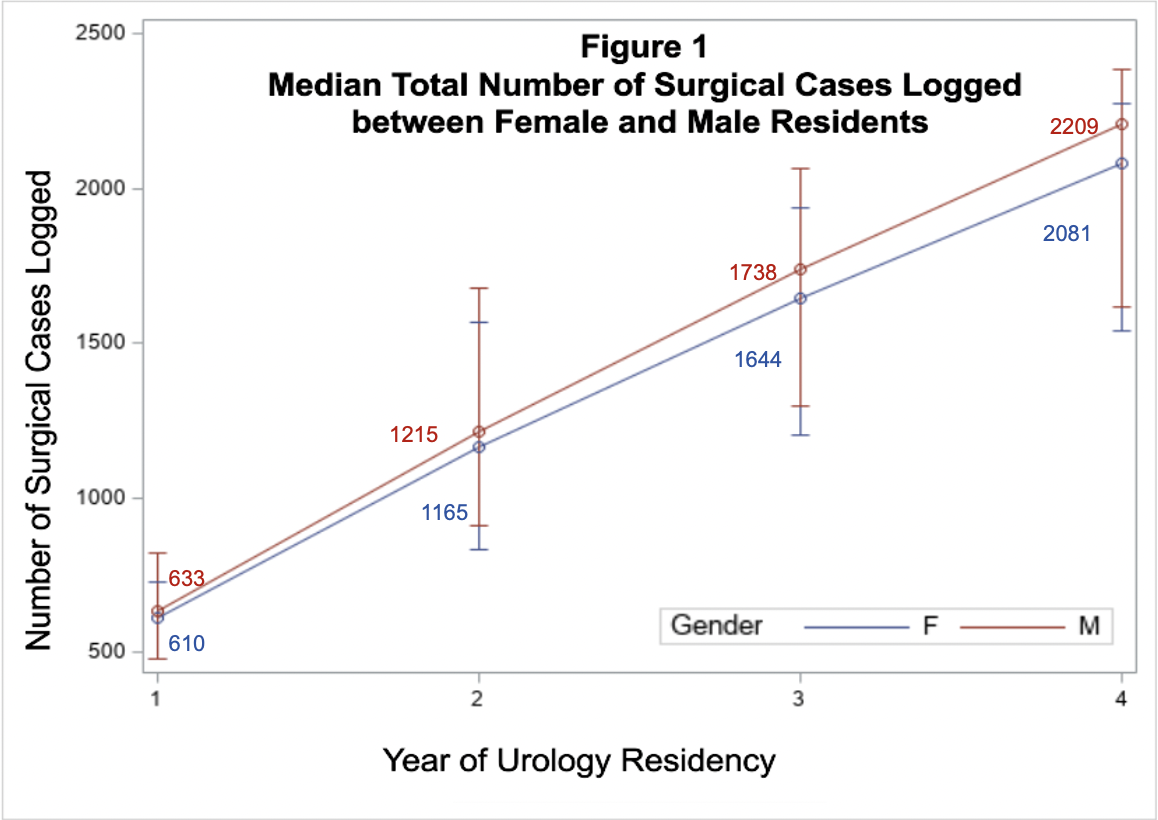 Figure 1
Median Total Number of Surgical Cases Logged
between Female and Male Residents
Number of Surgical Cases Logged
2500
2000
1500
1000
500
633
610
1215
1165
1738
1644
2209
2081
Gender F M
1 2 3 4
Year of Urology Residency